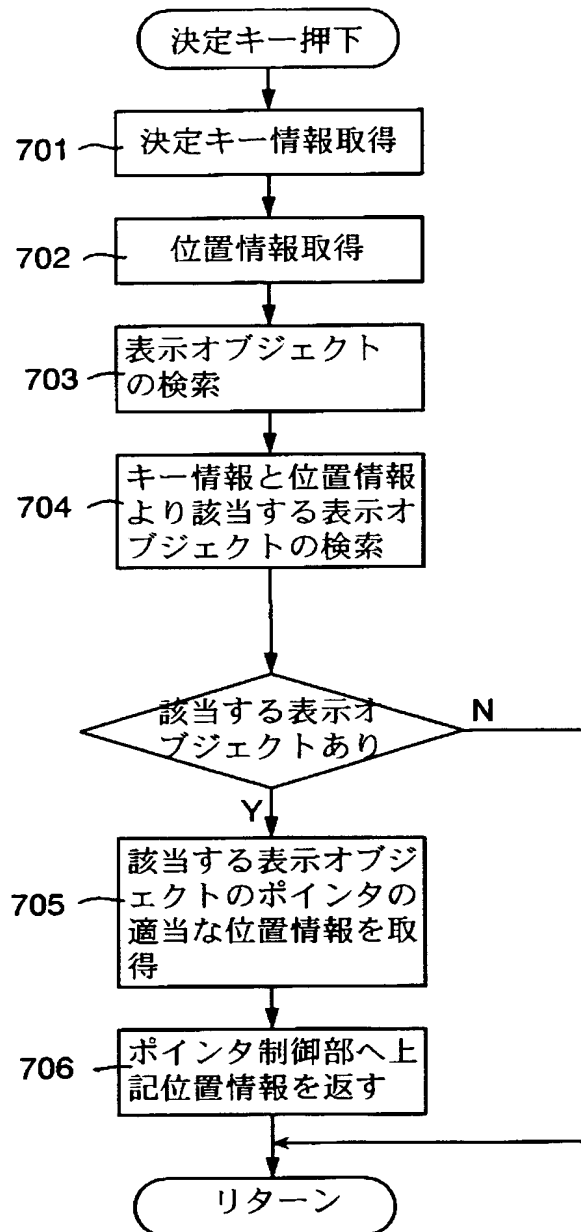 決定キー押下
701
決定キー情報取得
702
位置情報取得
703
表示オブジェクト
の検索
704
キー情報と位置情報
より該当する表示オ
ブジェクトの検索
該当する表示オ
ブジェクトあり
N
Y
705
該当する表示オブジ
ェクトのポインタの
適当な位置情報を取
得
706
ポインタ制御部へ上
記位置情報を返す
リターン